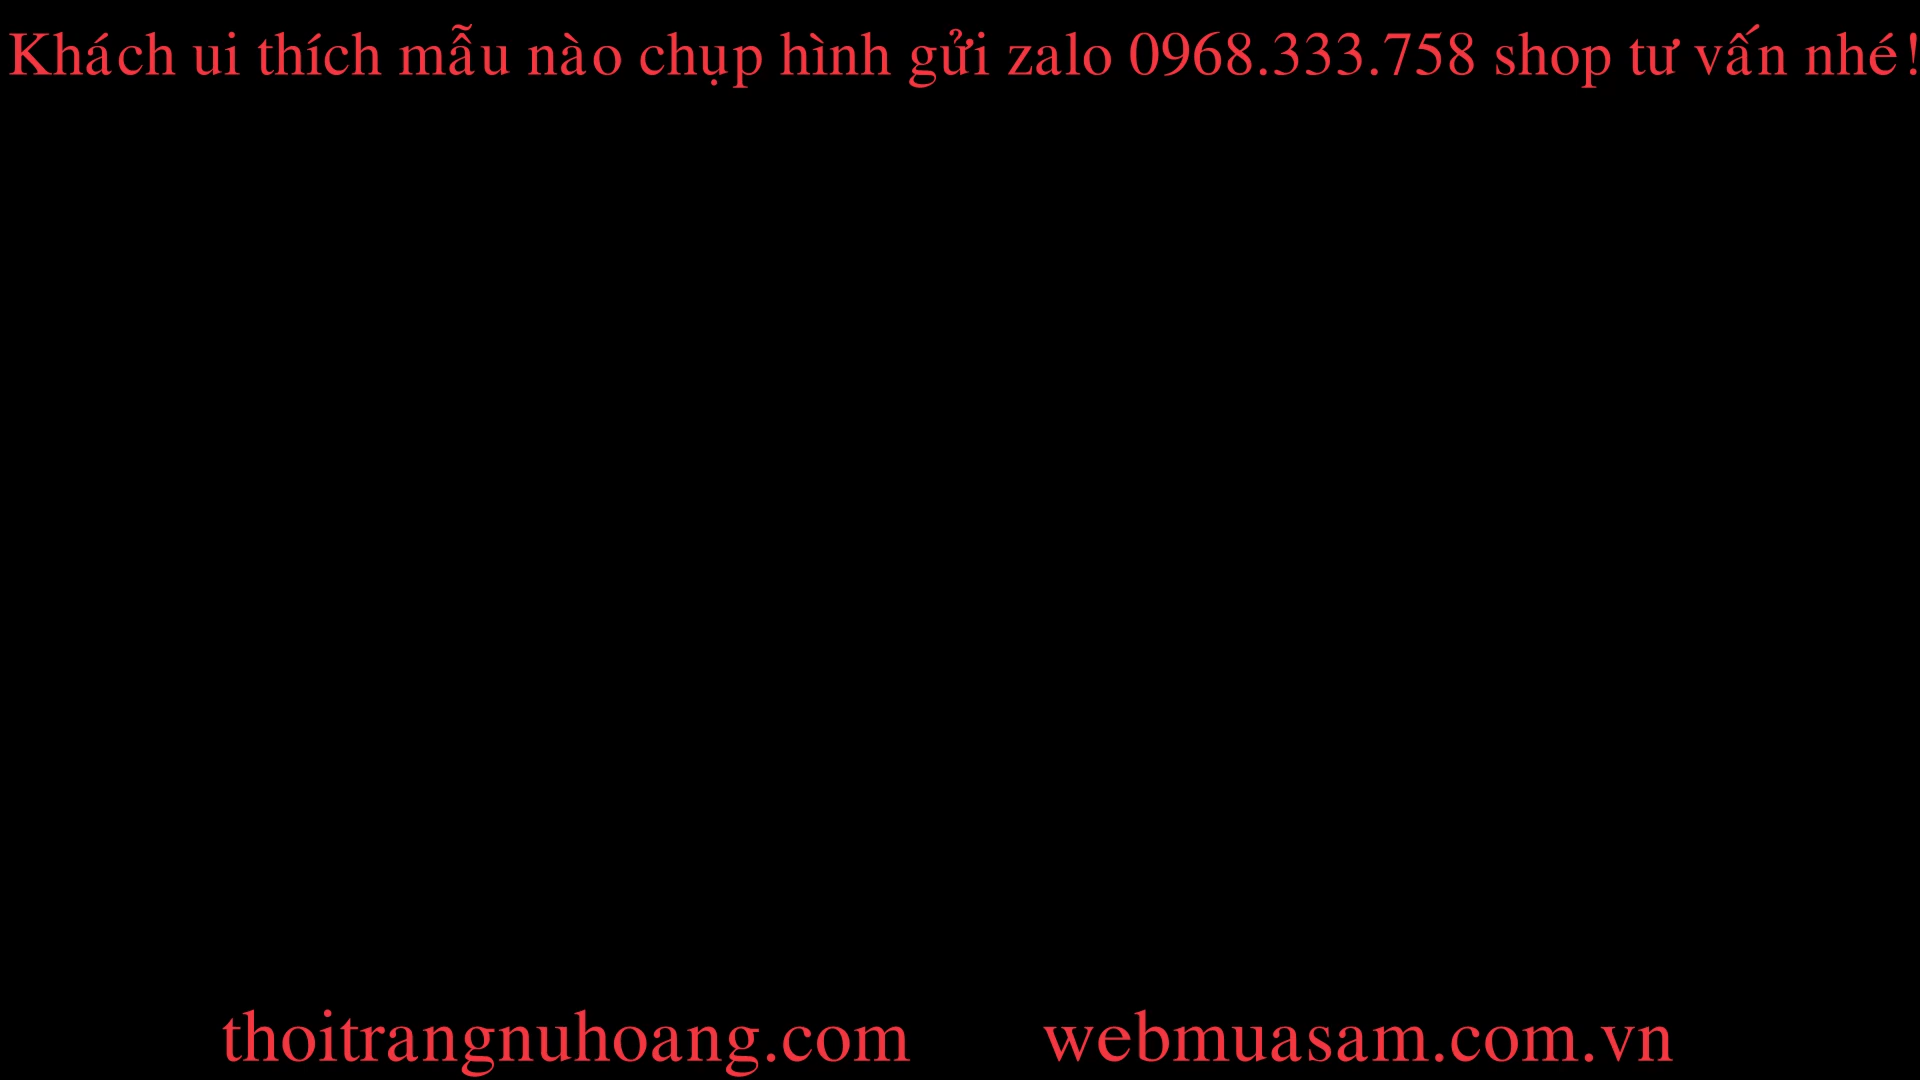 Khách ui thích mẫu nào chụp hình gửi zalo 0968.333.758 shop tư vấn nhé!
thoitrangnuhoang.com webmuasam.com.vn